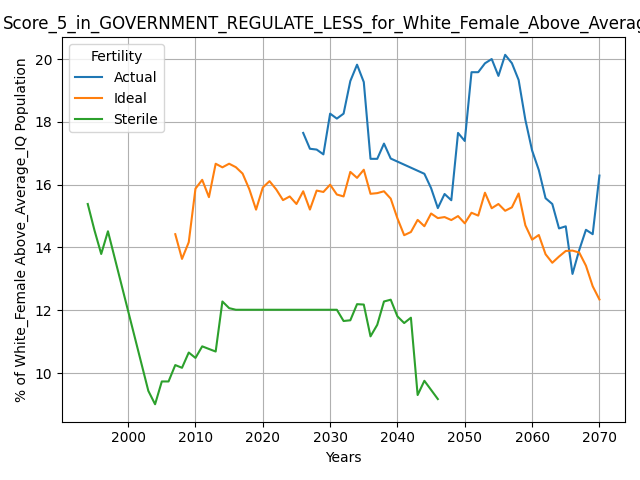 Score_5_in_GOVERNMENT_REGULATE_LESS_for_White_Female_Above_Averag
Fertility
Actual
Ideal
Sterile
% of White_Female Above_Average_IQ Population
20
18
16
14
12
10
2000 2010 2020 2030 2040 2050 2060 2070
Years